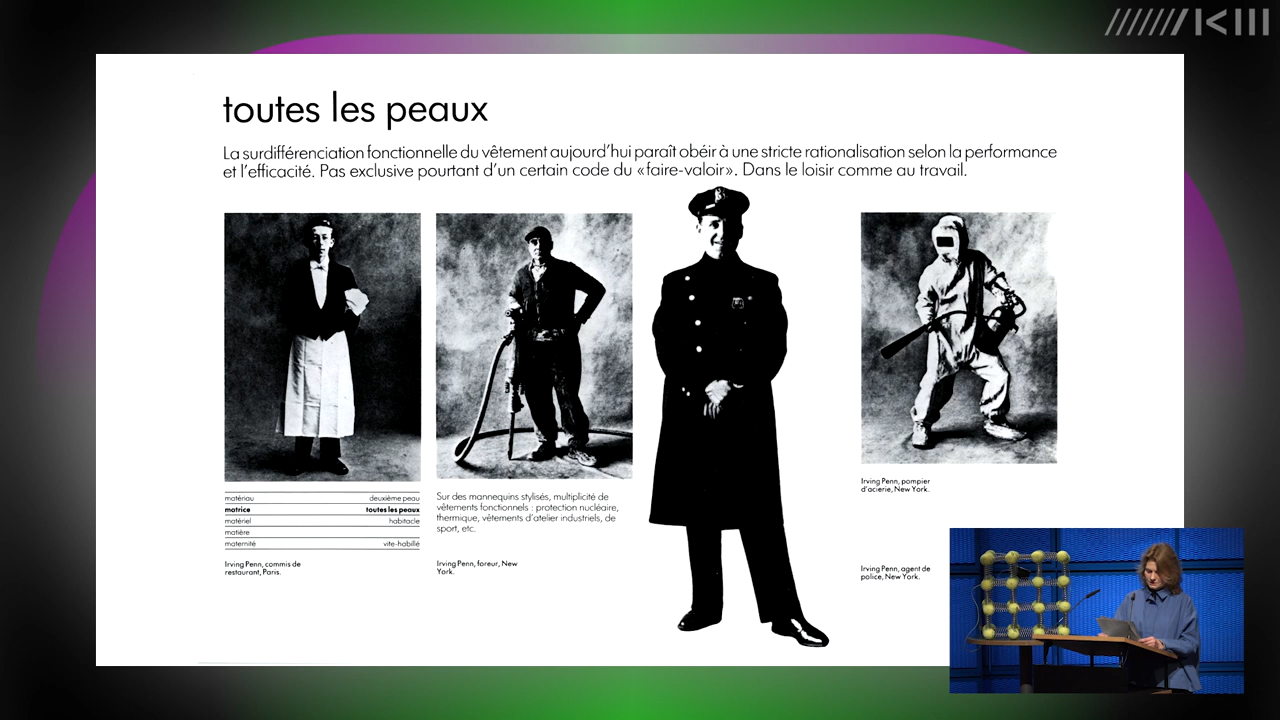 toutes les peaux
La surdifférenciation fonctionnelle du vêtement aujourd'hui paraît obéir à une stricte rationalisation selon la performance
et l'efficacité. Pas exclusive pourtant d'un certain code du «faire-valoir». Dans le loisir comme au travail.
matériau deuxième peau
matrice toutes les peaux
matériel habitacle
matière
maternité vite-habillé
Irving Penn, commis de
restaurant, Paris.
Sur des mannequins stylisés, multiplicité de
vêtements fonctionnels : protection nucléaire,
thermique, vêtements d'atelier industriels, de
sport, etc.
Irving Penn, foreur, New
York.
Irving Penn, pompier
d'acierie, New York.
Irving Penn, agent de
police, New York.